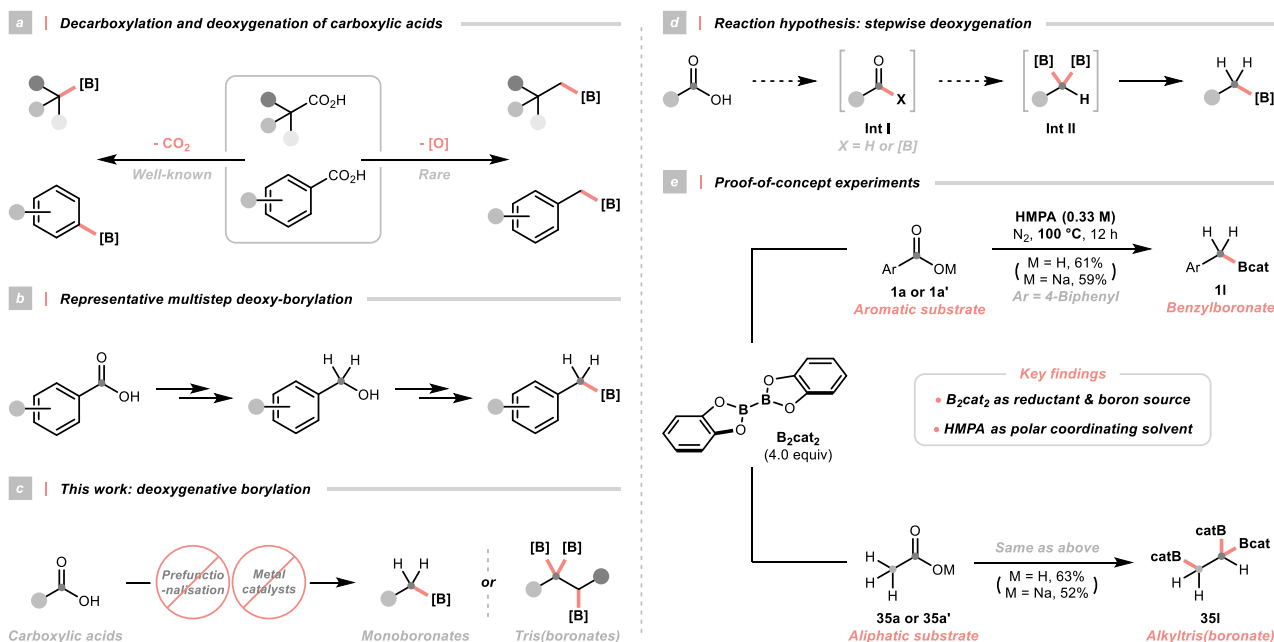 a | Decarboxylation and deoxygenation of carboxylic acids
[B]
CO2H
[B]
- CO2
Well-known
- [O]
Rare
CO2H
[B]
[B]
b | Representative multistep deoxy-borylation
O
OH
H H
OH
H H
[B]
c | This work: deoxygenative borylation
O
OH
Carboxylic acids
Prefunctio
-nalisation
Metal
catalysts
H H
[B]
Monoboronates
or
[B] [B]
[B]
Tris(boronates)
d | Reaction hypothesis: stepwise deoxygenation
O
OH
O
X
Int I
X = H or [B]
[B] [B]
H
Int II
H H
[B]
e | Proof-of-concept experiments
O
Ar OM
1a or 1a'
Aromatic substrate
HMPA (0.33 M)
N2, 100 °C, 12 h
( M = H, 61%
M = Na, 59% )
Ar = 4-Biphenyl
H H
Ar Bcat
1l
Benzylboronate
O O
B B
O O
B2cat2
(4.0 equiv)
Key findings
• B2cat2 as reductant & boron source
• HMPA as polar coordinating solvent
O
H
H OM
H
35a or 35a'
Aliphatic substrate
Same as above
( M = H, 63%
M = Na, 52% )
catB
catB Bcat
H H H
35l
Alkyltris(boronate)